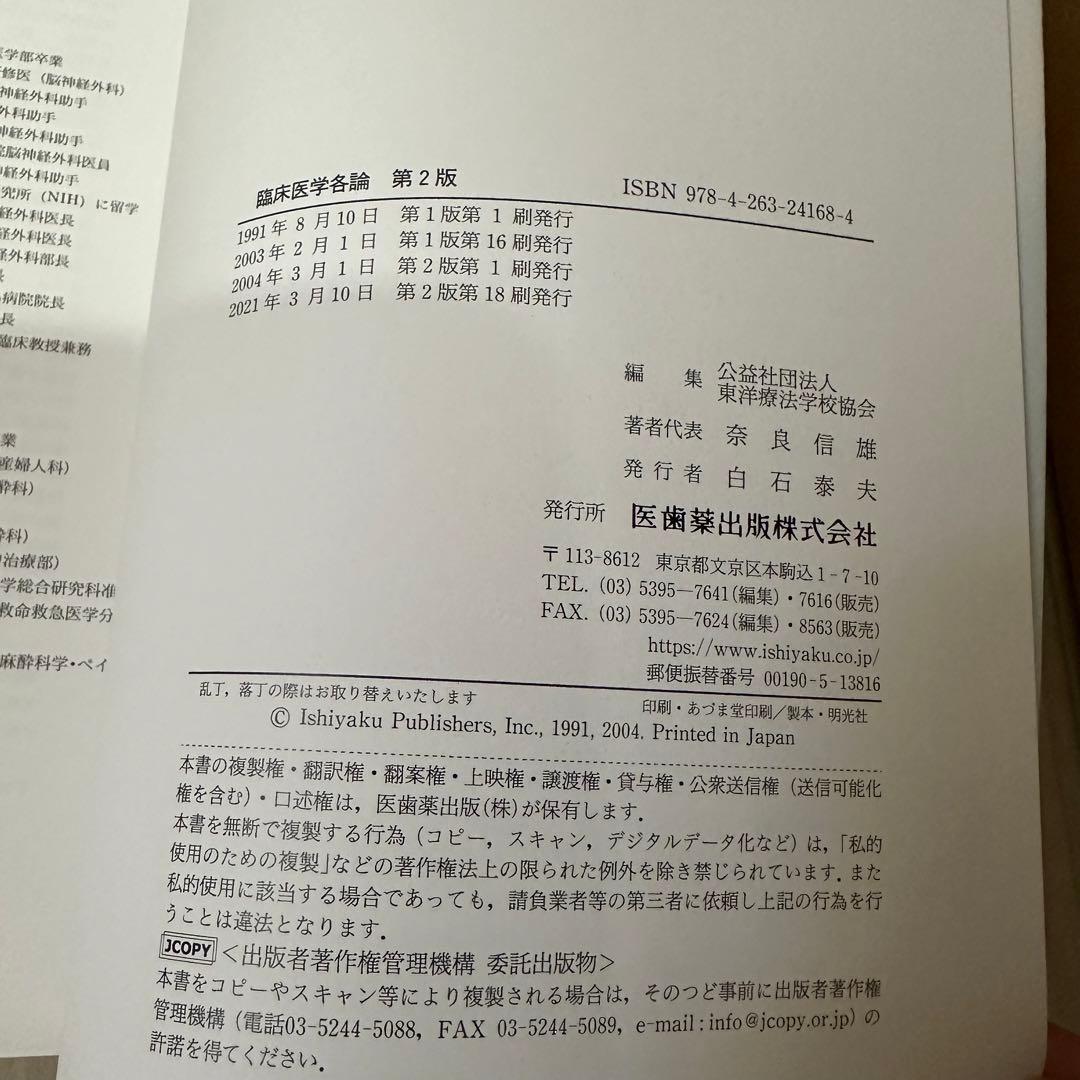 医学部卒業
修医（脳神経外科）
神経外科助手
外科助手
神経外科助手
脳神経外科医員
神経外科助手
究所（NIH）に留学
経外科医長
経外科医長
経外科部長
長
病院院長
長
臨床教授兼務
業
産婦人科）
酔科）
酔科）
治療部）
学総合研究科准
救命救急医学分
麻酔科学・ペイ
臨床医学各論　第2版　ISBN 978-4-263-24168-4
1991年 8 月10日　第1版第 1 刷発行
2003年 2 月 1 日　第1版第16刷発行
2004年 3 月 1 日　第2版第 1 刷発行
2021年 3 月10日　第2版第18刷発行
編　集　公益社団法人
東洋療法学校協会
著者代表　奈良信雄
発行者　白石泰夫
発行所　医歯薬出版株式会社
〒113-8612　東京都文京区本駒込1-7-10
TEL. (03) 5395―7641(編集)・7616(販売)
FAX. (03) 5395―7624(編集)・8563(販売)
https://www.ishiyaku.co.jp/
郵便振替番号 00190-5-13816
乱丁，落丁の際はお取り替えいたします　印刷・あづま堂印刷／製本・明光社
© Ishiyaku Publishers, Inc., 1991, 2004. Printed in Japan
本書の複製権・翻訳権・翻案権・上映権・譲渡権・貸与権・公衆送信権（送信可能化
権を含む）・口述権は，医歯薬出版(株)が保有します．
本書を無断で複製する行為（コピー，スキャン，デジタルデータ化など）は，「私的
使用のための複製」などの著作権法上の限られた例外を除き禁じられています．また
私的使用に該当する場合であっても，請負業者等の第三者に依頼し上記の行為を行
うことは違法となります．
JCOPY＜出版者著作権管理機構 委託出版物＞
本書をコピーやスキャン等により複製される場合は，そのつど事前に出版者著作権
管理機構（電話03-5244-5088，FAX 03-5244-5089，e-mail:info@jcopy.or.jp）の
許諾を得てください．